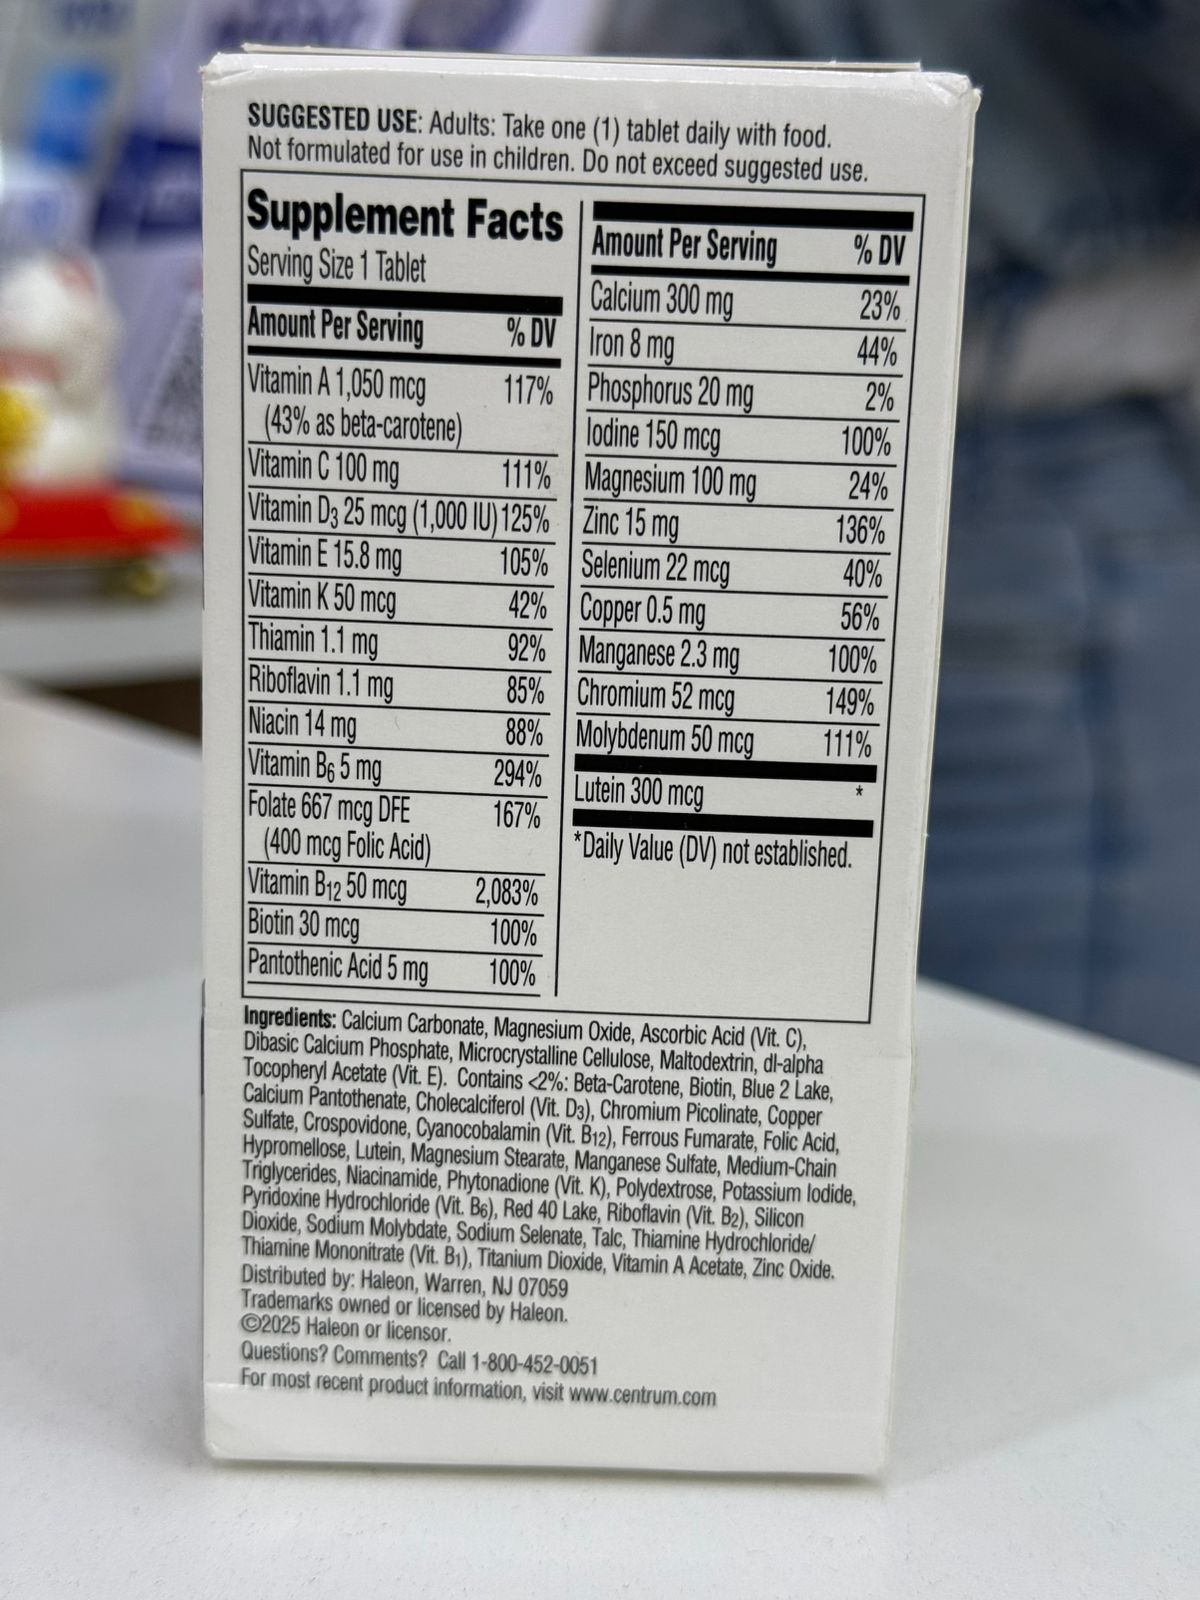 SUGGESTED USE: Adults: Take one (1) tablet daily with food.
Not formulated for use in children. Do not exceed suggested use.
Supplement Facts
Serving Size 1 Tablet
Amount Per Serving % DV
Vitamin A 1,050 mcg 117%
(43% as beta-carotene)
Vitamin C 100 mg 111%
Vitamin D3 25 mcg (1,000 IU) 125%
Vitamin E 15.8 mg 105%
Vitamin K 50 mcg 42%
Thiamin 1.1 mg 92%
Riboflavin 1.1 mg 85%
Niacin 14 mg 88%
Vitamin B6 5 mg 294%
Folate 667 mcg DFE 167%
(400 mcg Folic Acid)
Vitamin B12 50 mcg 2,083%
Biotin 30 mcg 100%
Pantothenic Acid 5 mg 100%
Amount Per Serving % DV
Calcium 300 mg 23%
Iron 8 mg 44%
Phosphorus 20 mg 2%
Iodine 150 mcg 100%
Magnesium 100 mg 24%
Zinc 15 mg 136%
Selenium 22 mcg 40%
Copper 0.5 mg 56%
Manganese 2.3 mg 100%
Chromium 52 mcg 149%
Molybdenum 50 mcg 111%
Lutein 300 mcg *
*Daily Value (DV) not established.
Ingredients: Calcium Carbonate, Magnesium Oxide, Ascorbic Acid (Vit. C),
Dibasic Calcium Phosphate, Microcrystalline Cellulose, Maltodextrin, dl-alpha
Tocopheryl Acetate (Vit. E). Contains <2%: Beta-Carotene, Biotin, Blue 2 Lake,
Calcium Pantothenate, Cholecalciferol (Vit. D3), Chromium Picolinate, Copper
Sulfate, Crospovidone, Cyanocobalamin (Vit. B12), Ferrous Fumarate, Folic Acid,
Hypromellose, Lutein, Magnesium Stearate, Manganese Sulfate, Medium-Chain
Triglycerides, Niacinamide, Phytonadione (Vit. K), Polydextrose, Potassium Iodide,
Pyridoxine Hydrochloride (Vit. B6), Red 40 Lake, Riboflavin (Vit. B2), Silicon
Dioxide, Sodium Molybdate, Sodium Selenate, Talc, Thiamine Hydrochloride/
Thiamine Mononitrate (Vit. B1), Titanium Dioxide, Vitamin A Acetate, Zinc Oxide.
Distributed by: Haleon, Warren, NJ 07059
Trademarks owned or licensed by Haleon.
©2025 Haleon or licensor.
Questions? Comments? Call 1-800-452-0051
For most recent product information, visit www.centrum.com